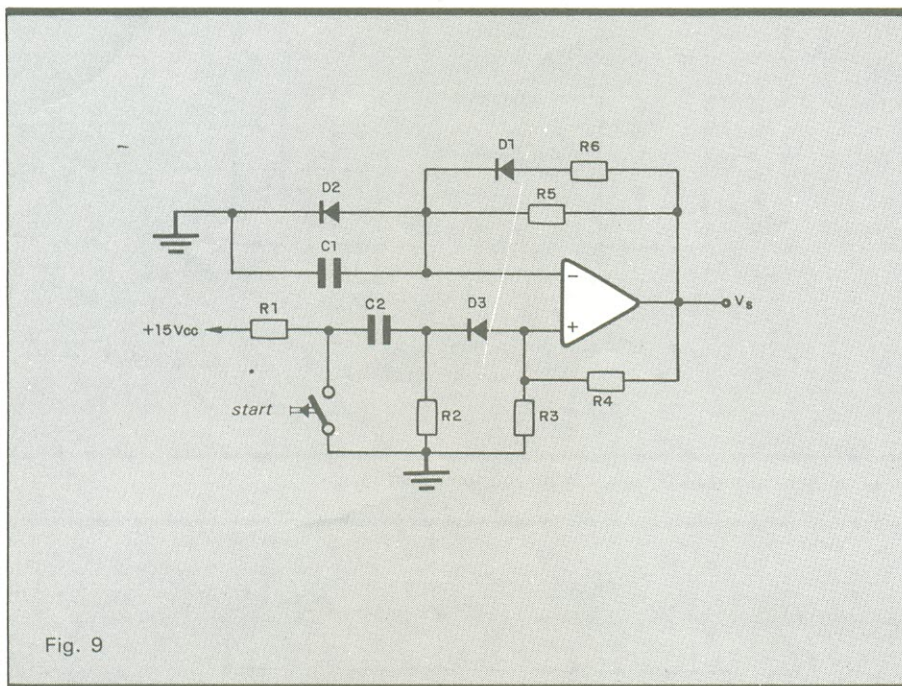 D1
R6
D2
R5
C1
−
Vs
R1
C2
D3
+15Vcc
+
start
R2
R3
R4
Fig. 9